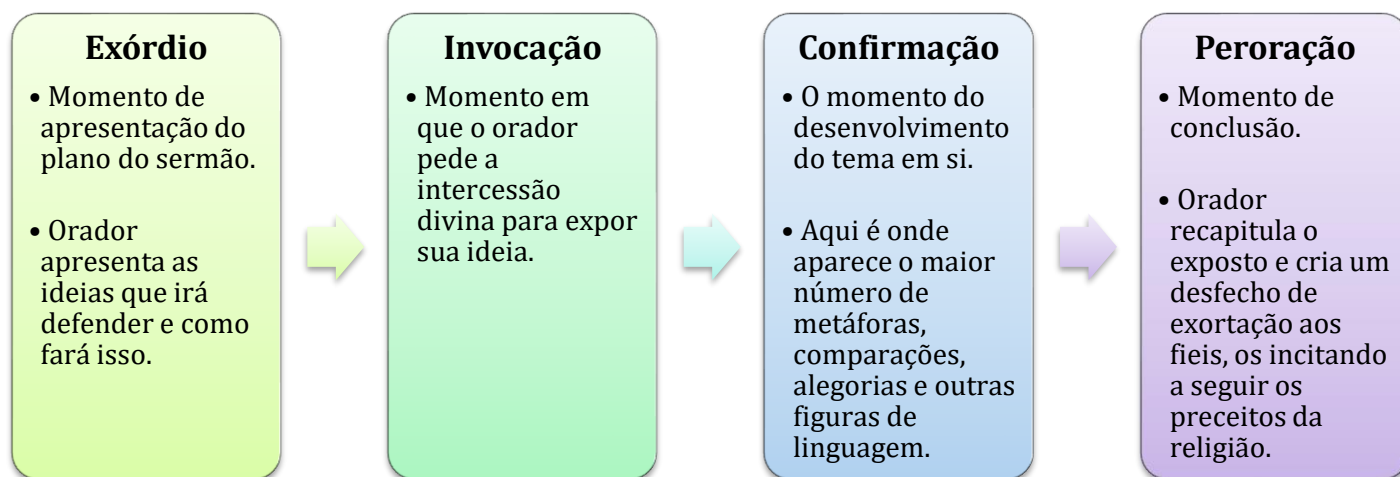 Exórdio
• Momento de
apresentação do
plano do sermão.
• Orador
apresenta as
ideias que irá
defender e como
fará isso.
Invocação
• Momento em
que o orador
pede a
intercessão
divina para expor
sua ideia.
Confirmação
• O momento do
desenvolvimento
do tema em si.
• Aqui é onde
aparece o maior
número de
metáforas,
comparações,
alegorias e outras
figuras de
linguagem.
Peroração
• Momento de
conclusão.
• Orador
recapitula o
exposto e cria um
desfecho de
exortação aos
fieis, os incitando
a seguir os
preceitos da
religião.